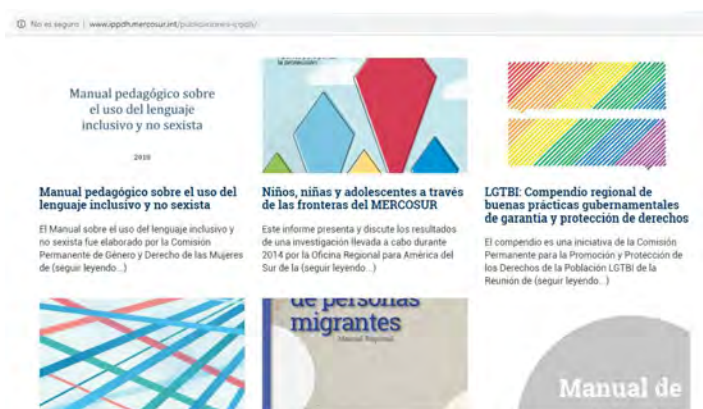 No es seguro | www.ippdh.mercosur.int/publicaciones-ippdh/
la protección
Manual pedagógico sobre
el uso del lenguaje
inclusivo y no sexista
2018
Manual pedagógico sobre el uso del
lenguaje inclusivo y no sexista
El Manual sobre el uso del lenguaje inclusivo y
no sexista fue elaborado por la Comisión
Permanente de Género y Derecho de las Mujeres
de (seguir leyendo...)
Niños, niñas y adolescentes a través
de las fronteras del MERCOSUR
Este informe presenta y discute los resultados
de una investigación llevada a cabo durante
2014 por la Oficina Regional para América del
Sur de la (seguir leyendo...)
LGTBI: Compendio regional de
buenas prácticas gubernamentales
de garantía y protección de derechos
El compendio es una iniciativa de la Comisión
Permanente para la Promoción y Protección de
los Derechos de la Población LGTBI de la
Reunión de (seguir leyendo...)
de personas
migrantes
Manual Regional
Manual de